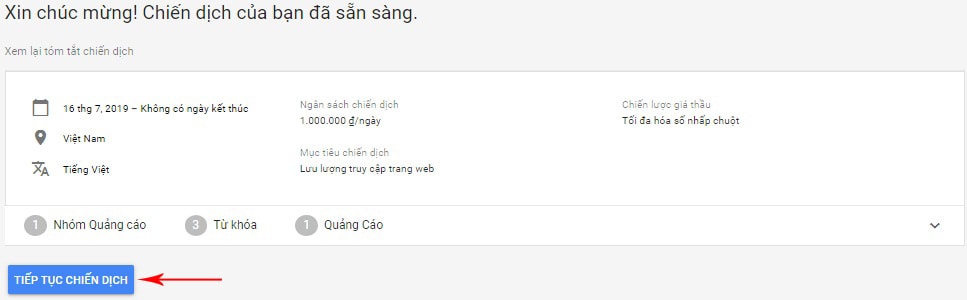 Xin chúc mừng! Chiến dịch của bạn đã sẵn sàng.
Xem lại tóm tắt chiến dịch
16 thg 7, 2019 – Không có ngày kết thúc
Việt Nam
Tiếng Việt
Ngân sách chiến dịch
1.000.000 ₫/ngày
Mục tiêu chiến dịch
Lưu lượng truy cập trang web
Chiến lược giá thầu
Tối đa hóa số nhấp chuột
1 Nhóm Quảng cáo 3 Từ khóa 1 Quảng Cáo
TIẾP TỤC CHIẾN DỊCH